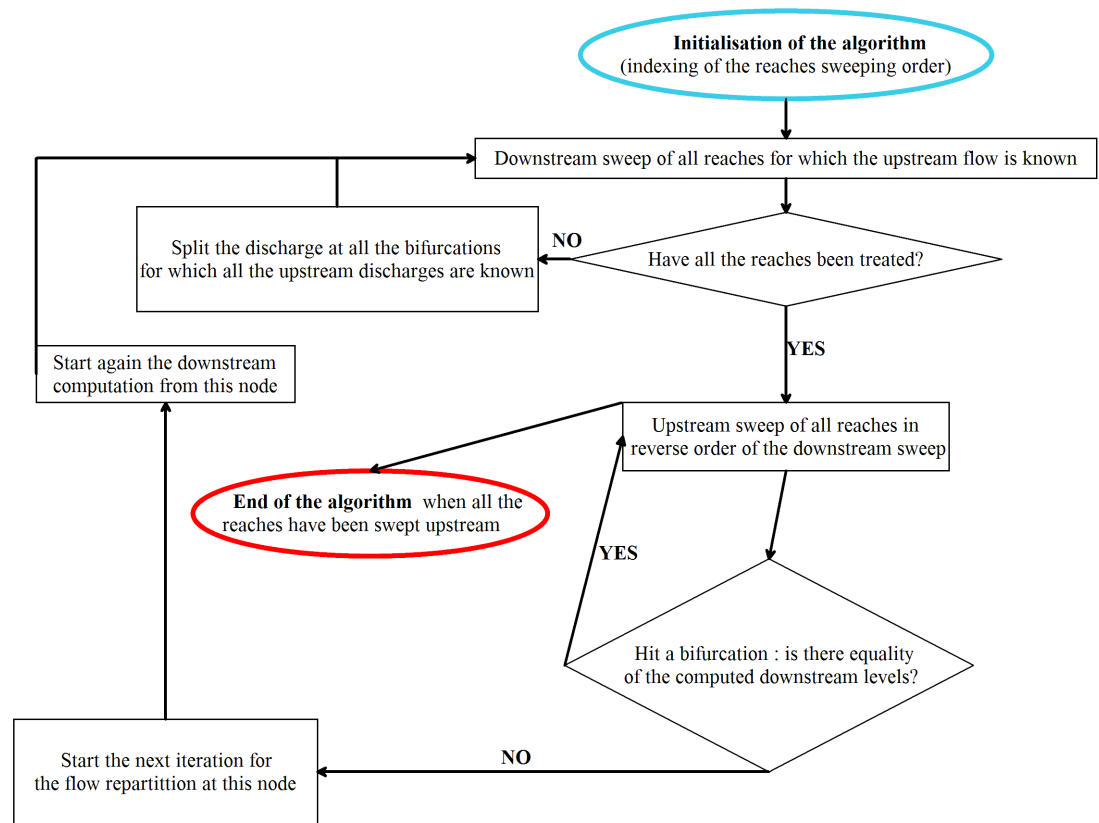 Initialisation of the algorithm
(indexing of the reaches sweeping order)
Downstream sweep of all reaches for which the upstream flow is known
Split the discharge at all the bifurcations
for which all the upstream discharges are known
NO
Have all the reaches been treated?
YES
Start again the downstream
computation from this node
Upstream sweep of all reaches in
reverse order of the downstream sweep
End of the algorithm when all the
reaches have been swept upstream
YES
Hit a bifurcation : is there equality
of the computed downstream levels?
NO
Start the next iteration for
the flow repartittion at this node